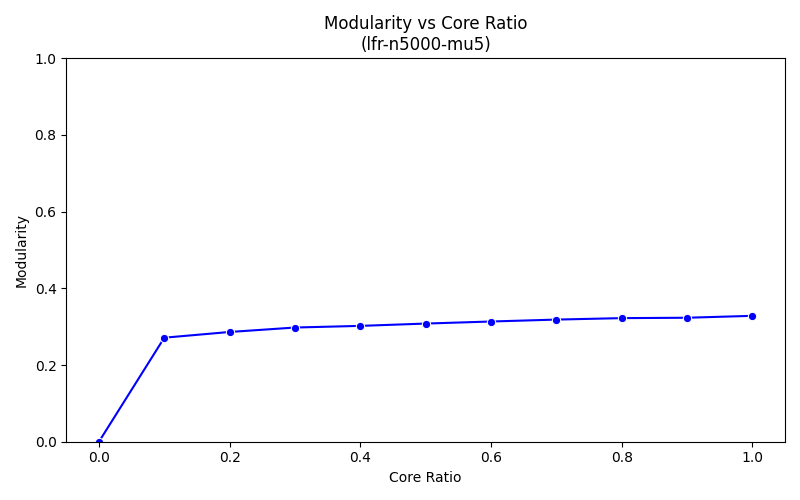 Modularity vs Core Ratio
(lfr-n5000-mu5)
1.0
0.8
0.6
0.4
0.2
0.0
Modularity
0.0 0.2 0.4 0.6 0.8 1.0
Core Ratio